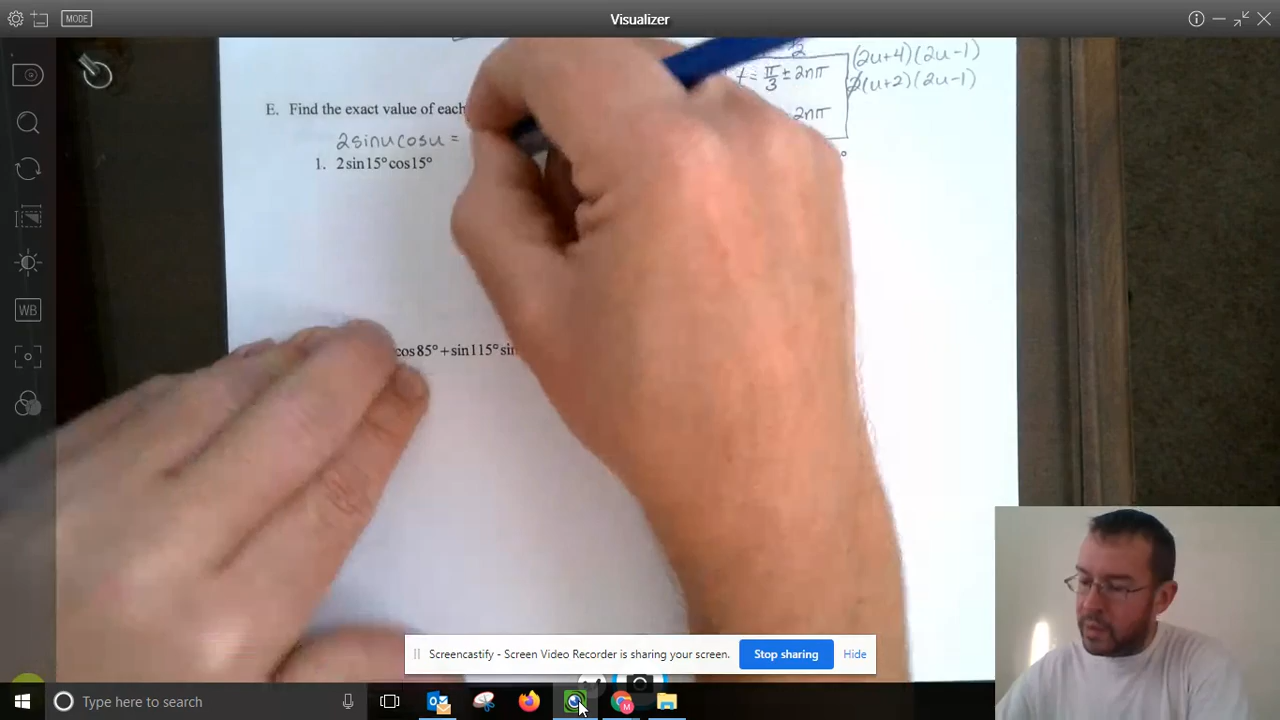 MODE
Visualizer
(2u+4)(2u-1)
t = π/3 ± 2nπ
2(u+2)(2u-1)
2nπ
E. Find the exact value of each
2sinucosu =
1. 2sin15°cos15°
WB
cos85°+sin115°sin
Screencastify - Screen Video Recorder is sharing your screen.
Stop sharing
Hide
Type here to search